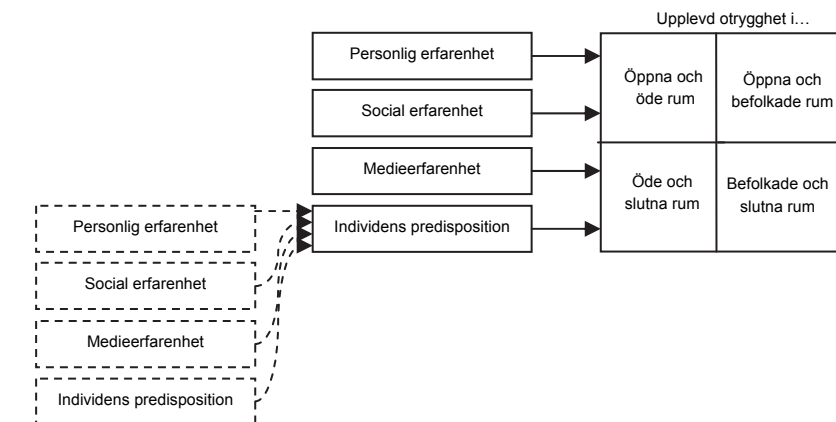 Upplevd otrygghet i…
Personlig erfarenhet
Social erfarenhet
Medieerfarenhet
Individens predisposition
Öppna och
öde rum
Öppna och
befolkade rum
Öde och
slutna rum
Befolkade och
slutna rum
Personlig erfarenhet
Social erfarenhet
Medieerfarenhet
Individens predisposition